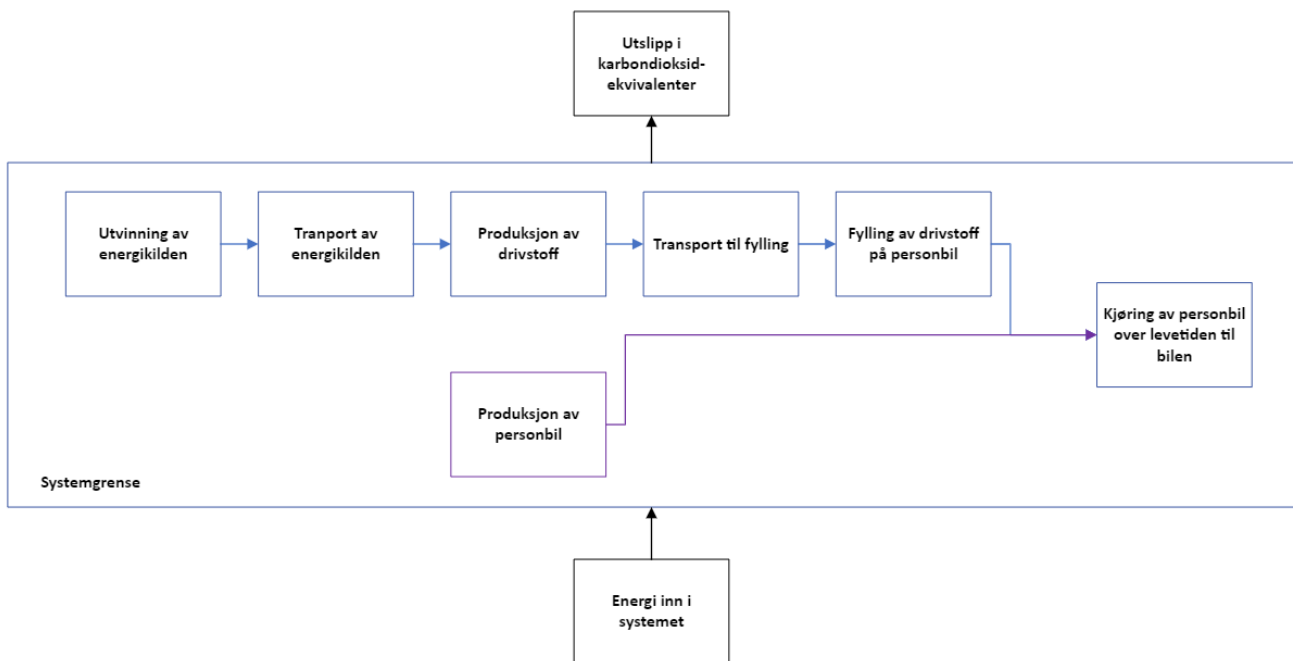 Utslipp i
karbondioksid-
ekvivalenter
Utvinning av
energikilden
Tranport av
energikilden
Produksjon av
drivstoff
Transport til fylling
Fylling av drivstoff
på personbil
Kjøring av personbil
over levetiden til
bilen
Produksjon av
personbil
Systemgrense
Energi inn i
systemet